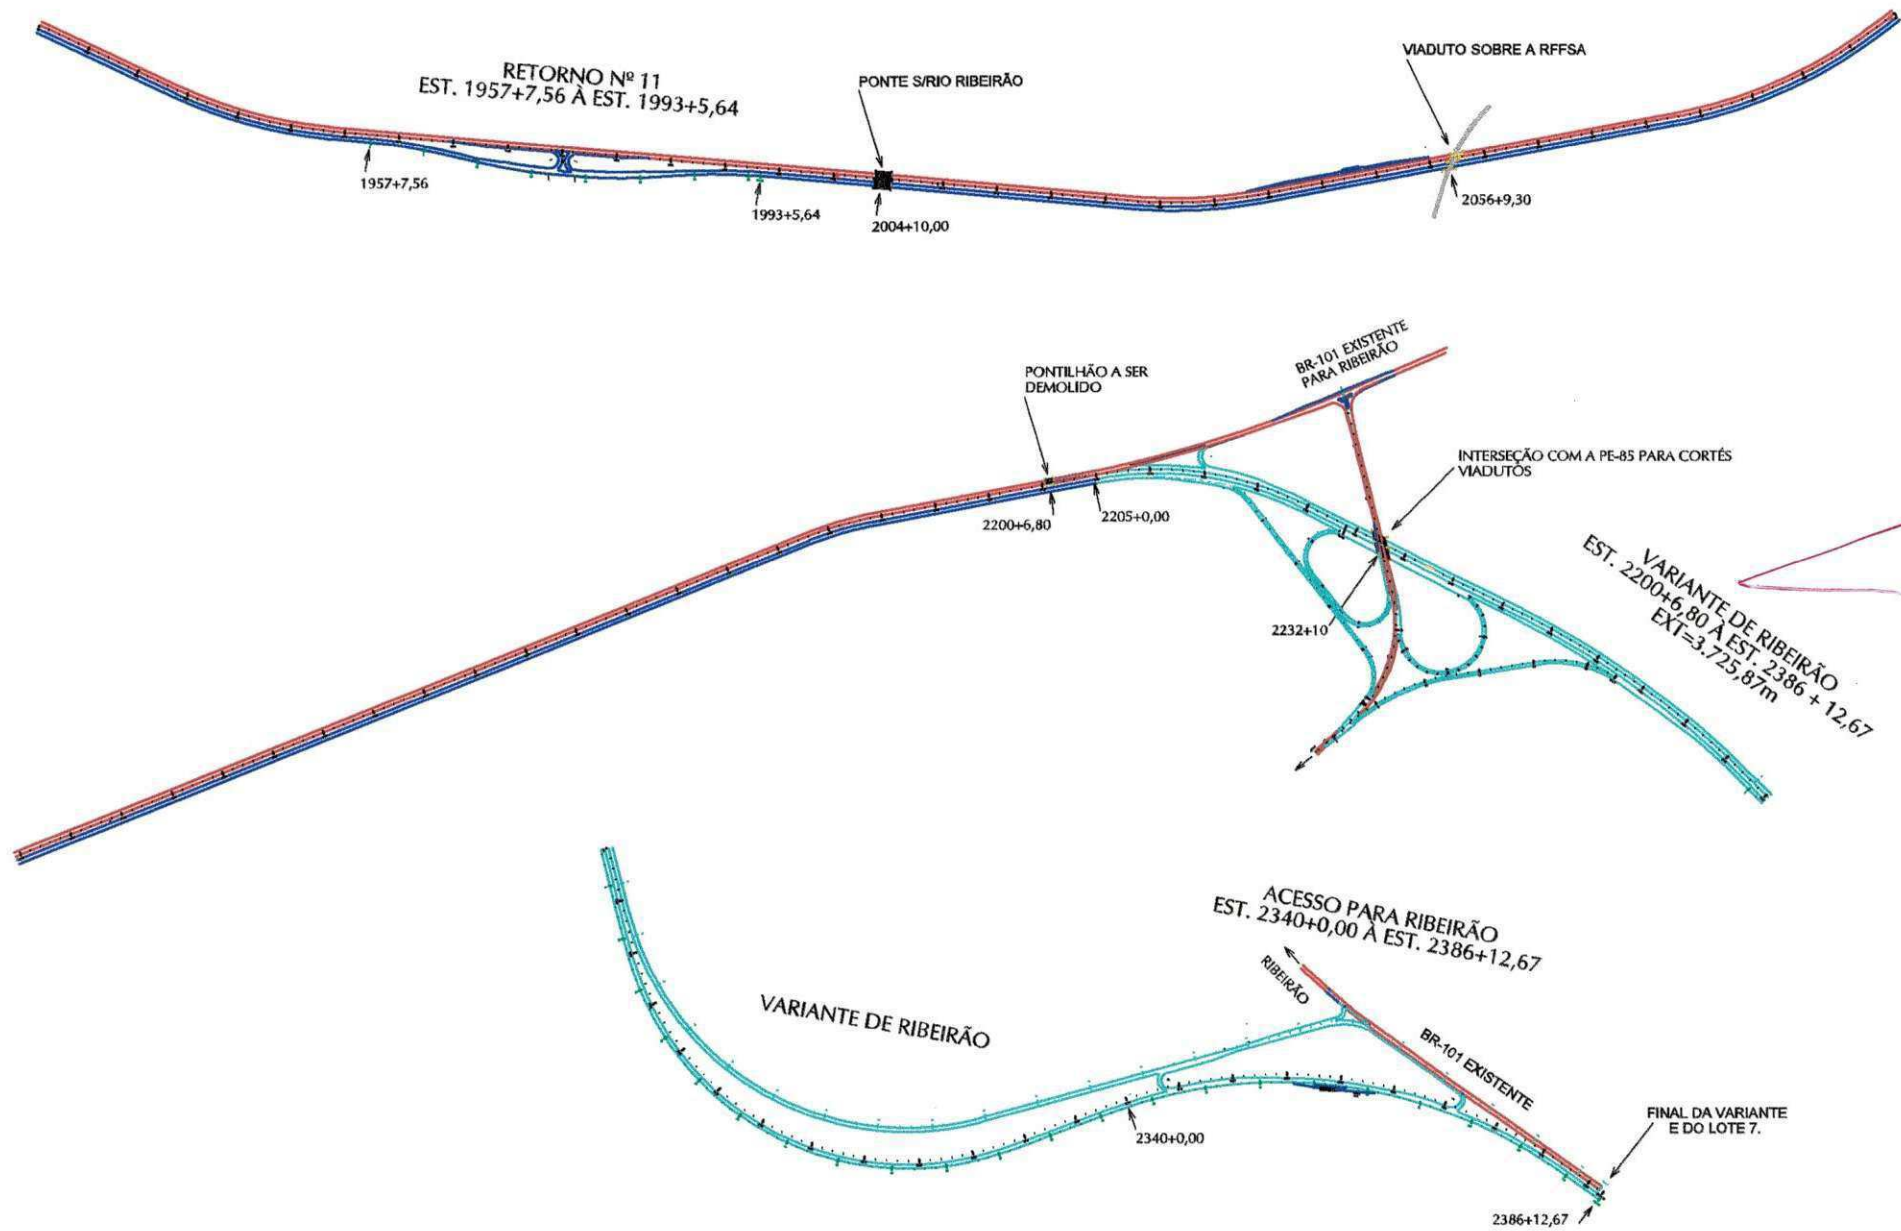 RETORNO Nº 11
EST. 1957+7,56 À EST. 1993+5,64
PONTE S/RIO RIBEIRÃO
VIADUTO SOBRE A RFFSA
1957+7,56
1993+5,64
2004+10,00
2056+9,30
PONTILHÃO A SER
DEMOLIDO
BR-101 EXISTENTE
PARA RIBEIRÃO
INTERSEÇÃO COM A PE-85 PARA CORTÉS
VIADUTOS
2200+6,80
2205+0,00
2232+10
VARIANTE DE RIBEIRÃO
EST. 2200+6,80 À EST. 2386 + 12,67
EXT=3.725,87m
ACESSO PARA RIBEIRÃO
EST. 2340+0,00 À EST. 2386+12,67
RIBEIRÃO
VARIANTE DE RIBEIRÃO
BR-101 EXISTENTE
2340+0,00
FINAL DA VARIANTE
E DO LOTE 7.
2386+12,67